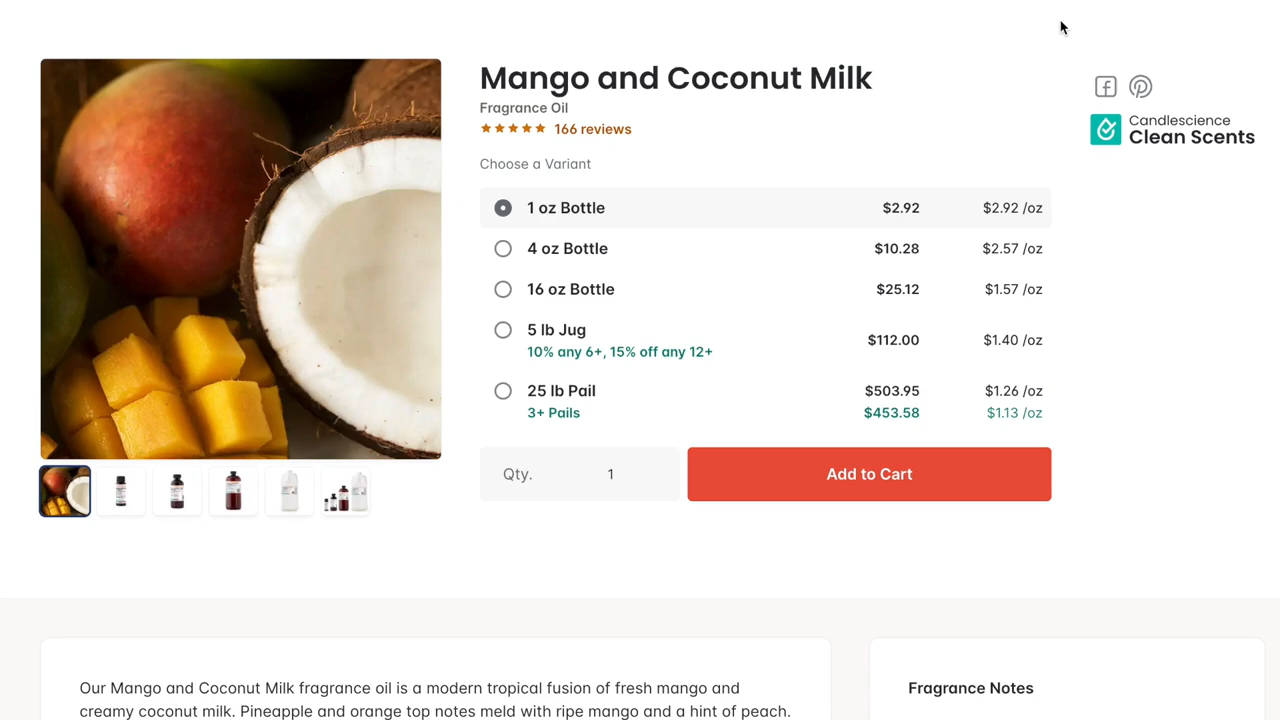 Mango and Coconut Milk
Fragrance Oil
166 reviews
Candlescience
Clean Scents
Choose a Variant
1 oz Bottle $2.92 $2.92 /oz
4 oz Bottle $10.28 $2.57 /oz
16 oz Bottle $25.12 $1.57 /oz
5 lb Jug $112.00 $1.40 /oz
10% any 6+, 15% off any 12+
25 lb Pail $503.95 $1.26 /oz
3+ Pails $453.58 $1.13 /oz
Qty. 1 Add to Cart
Our Mango and Coconut Milk fragrance oil is a modern tropical fusion of fresh mango and
creamy coconut milk. Pineapple and orange top notes meld with ripe mango and a hint of peach.
Fragrance Notes